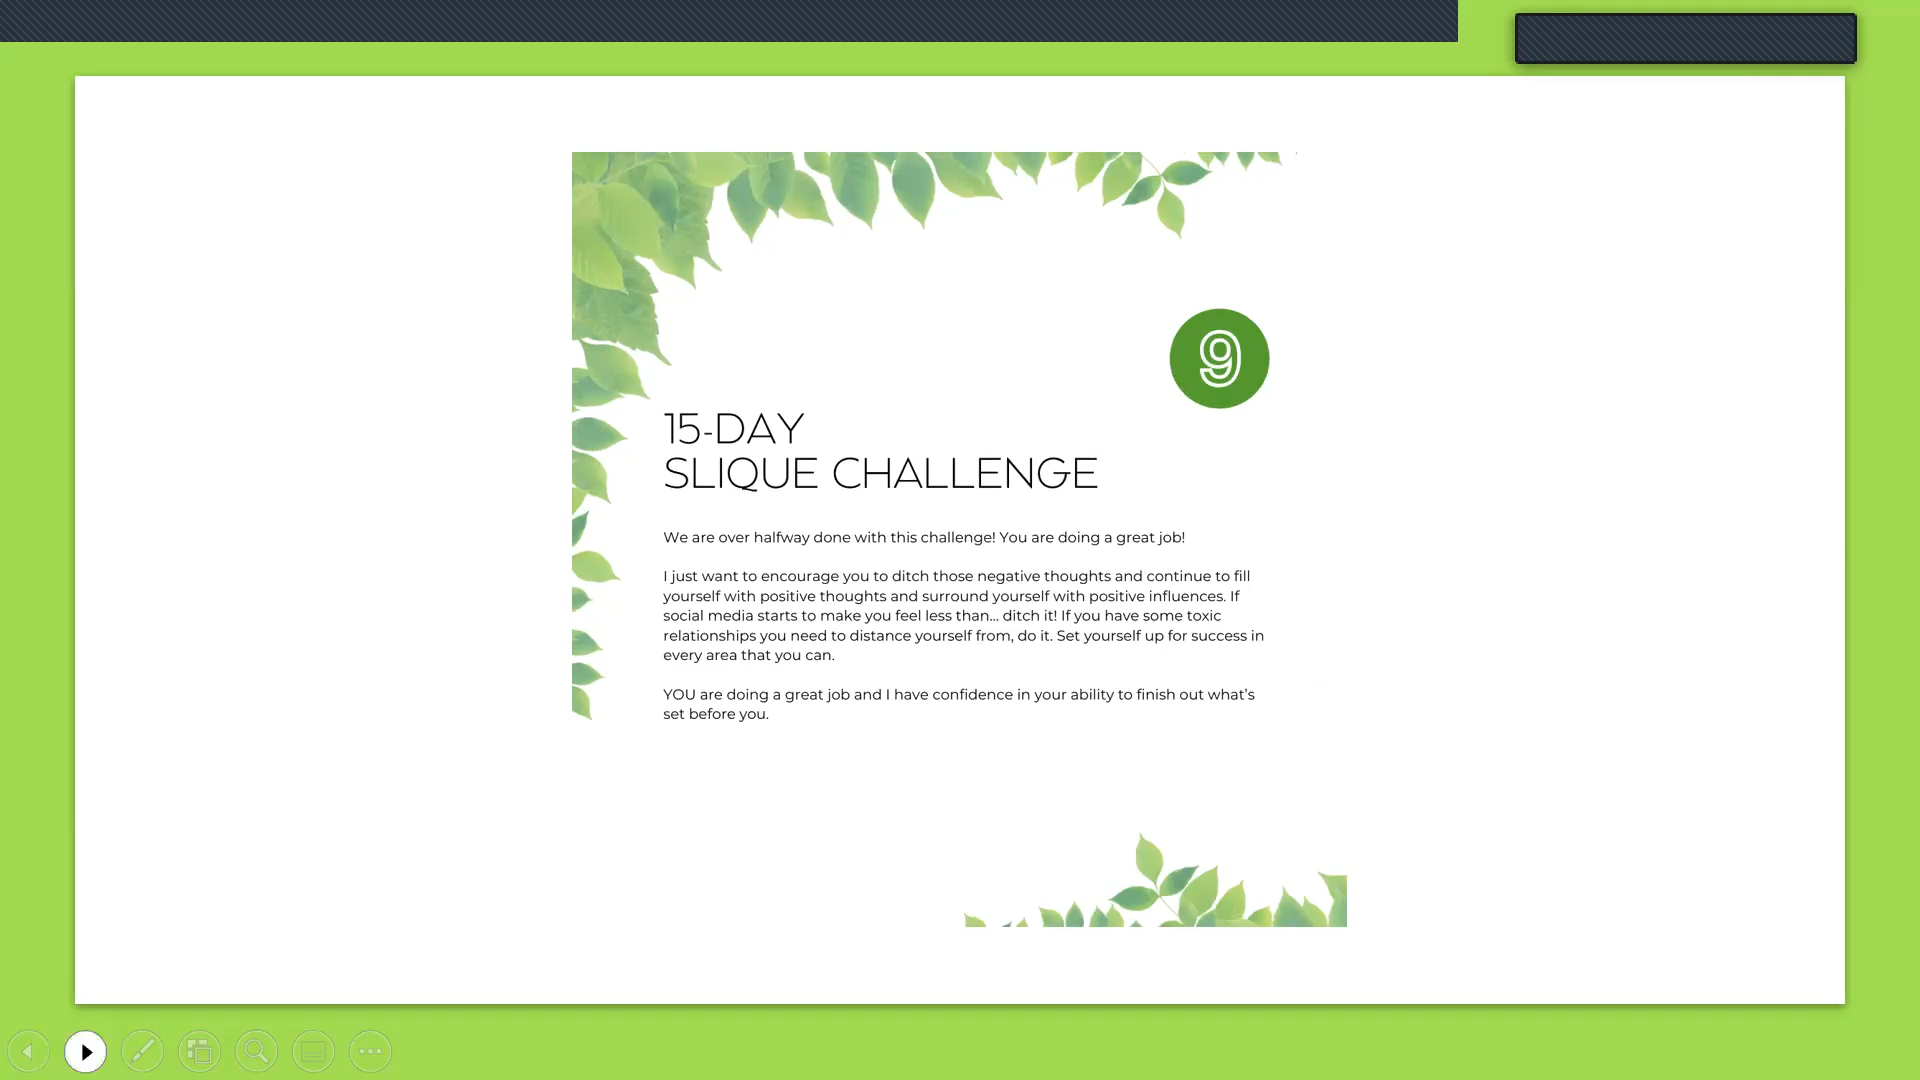 9
15-DAY
SLIQUE CHALLENGE
We are over halfway done with this challenge! You are doing a great job!
I just want to encourage you to ditch those negative thoughts and continue to fill
yourself with positive thoughts and surround yourself with positive influences. If
social media starts to make you feel less than... ditch it! If you have some toxic
relationships you need to distance yourself from, do it. Set yourself up for success in
every area that you can.
YOU are doing a great job and I have confidence in your ability to finish out what's
set before you.